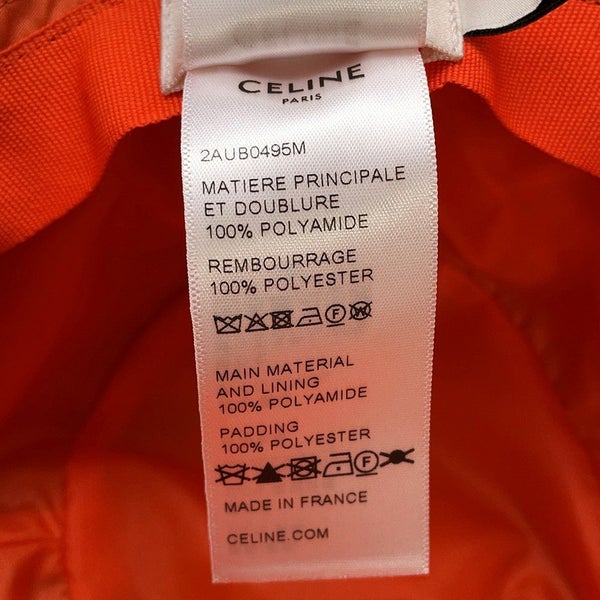 CELINE
PARIS
2AUB0495M
MATIERE PRINCIPALE
ET DOUBLURE
100% POLYAMIDE
REMBOURRAGE
100% POLYESTER
F
MAIN MATERIAL
AND LINING
100% POLYAMIDE
PADDING
100% POLYESTER
F
MADE IN FRANCE
CELINE.COM